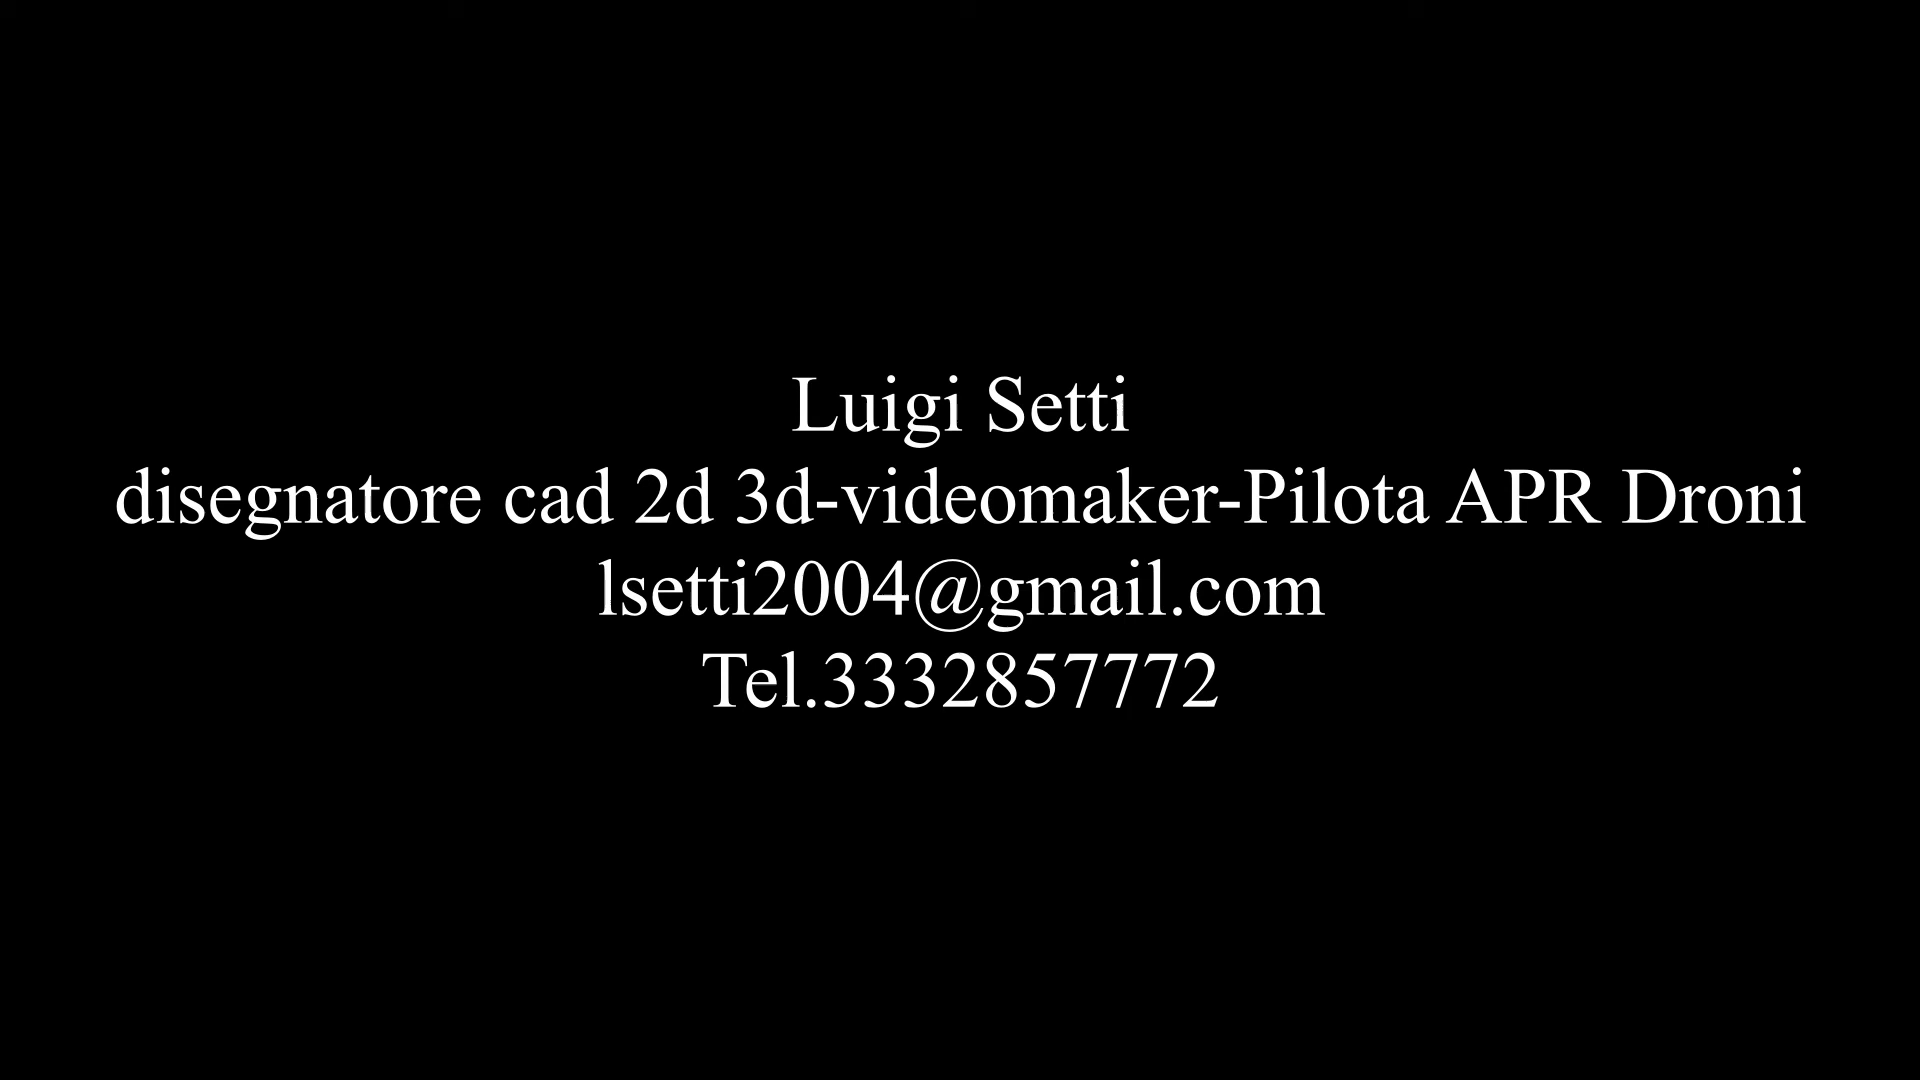 Luigi Setti
disegnatore cad 2d 3d-videomaker-Pilota APR Droni
lsetti2004@gmail.com
Tel.3332857772